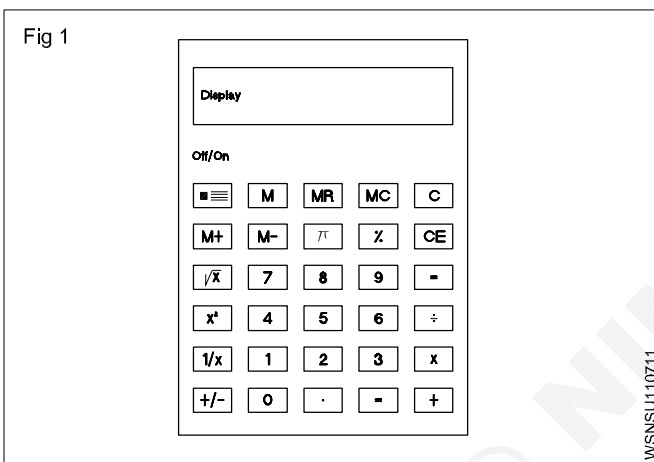 Fig 1
Display
Off/On
M MR MC C
M+ M- π % CE
√x 7 8 9 -
x² 4 5 6 ÷
1/x 1 2 3 x
+/- 0 . = +
WSNSU110711